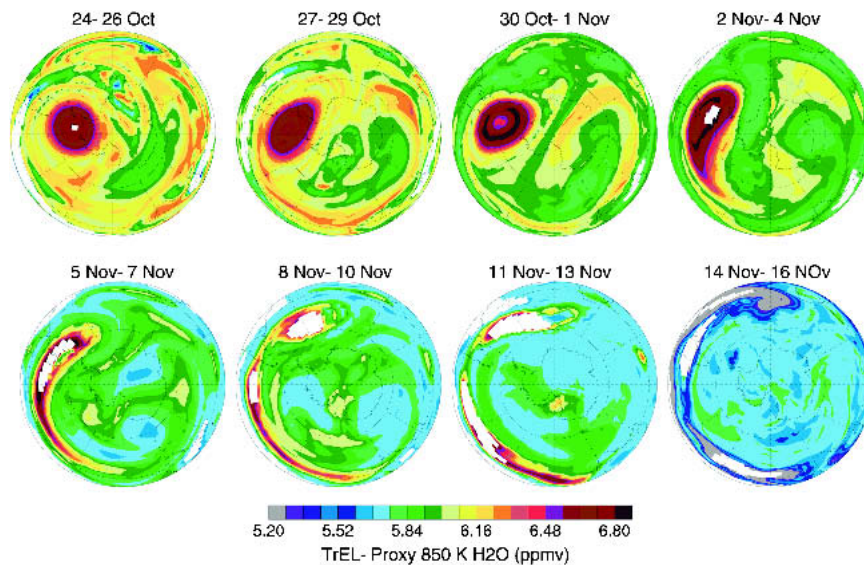 24- 26 Oct
27- 29 Oct
30 Oct- 1 Nov
2 Nov- 4 Nov
5 Nov- 7 Nov
8 Nov- 10 Nov
11 Nov- 13 Nov
14 Nov- 16 NOv
5.20 5.52 5.84 6.16 6.48 6.80
TrEL- Proxy 850 K H2O (ppmv)